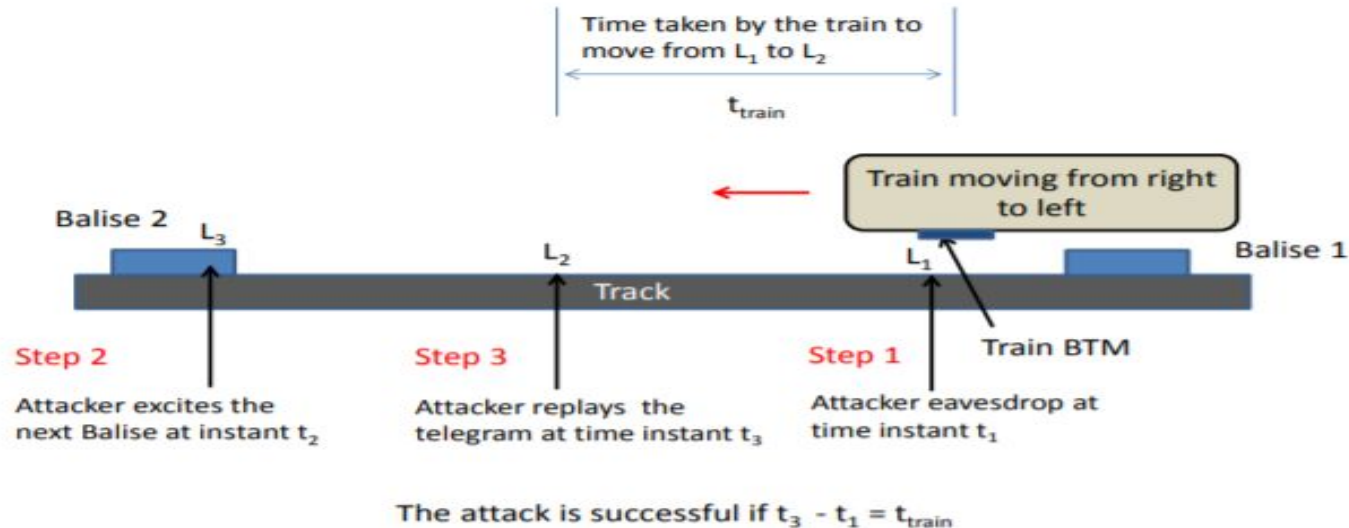 Time taken by the train to
move from L₁ to L₂
t_train
Train moving from right
to left
Balise 2
L₃
L₂
L₁
Balise 1
Track
Train BTM
Step 2
Attacker excites the
next Balise at instant t₂
Step 3
Attacker replays the
telegram at time instant t₃
Step 1
Attacker eavesdrop at
time instant t₁
The attack is successful if t₃ - t₁ = t_train